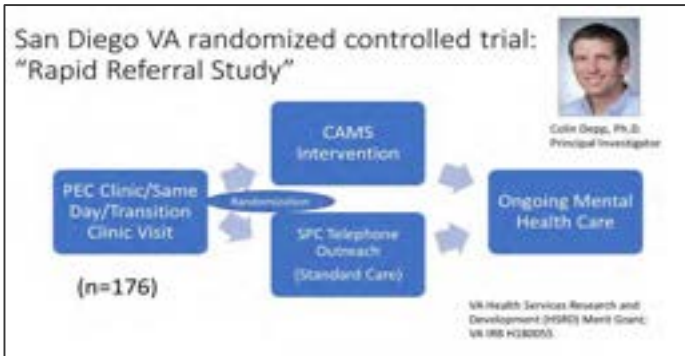 San Diego VA randomized controlled trial:
“Rapid Referral Study”
Colin Depp, Ph.D.
Principal Investigator
CAMS
Intervention
PEC Clinic/Same
Day/Transition
Clinic Visit
Randomization
Ongoing Mental
Health Care
SPC Telephone
Outreach
(Standard Care)
(n=176)
VA Health Services Research and
Development (HSRD) Merit Grant;
VA IRB